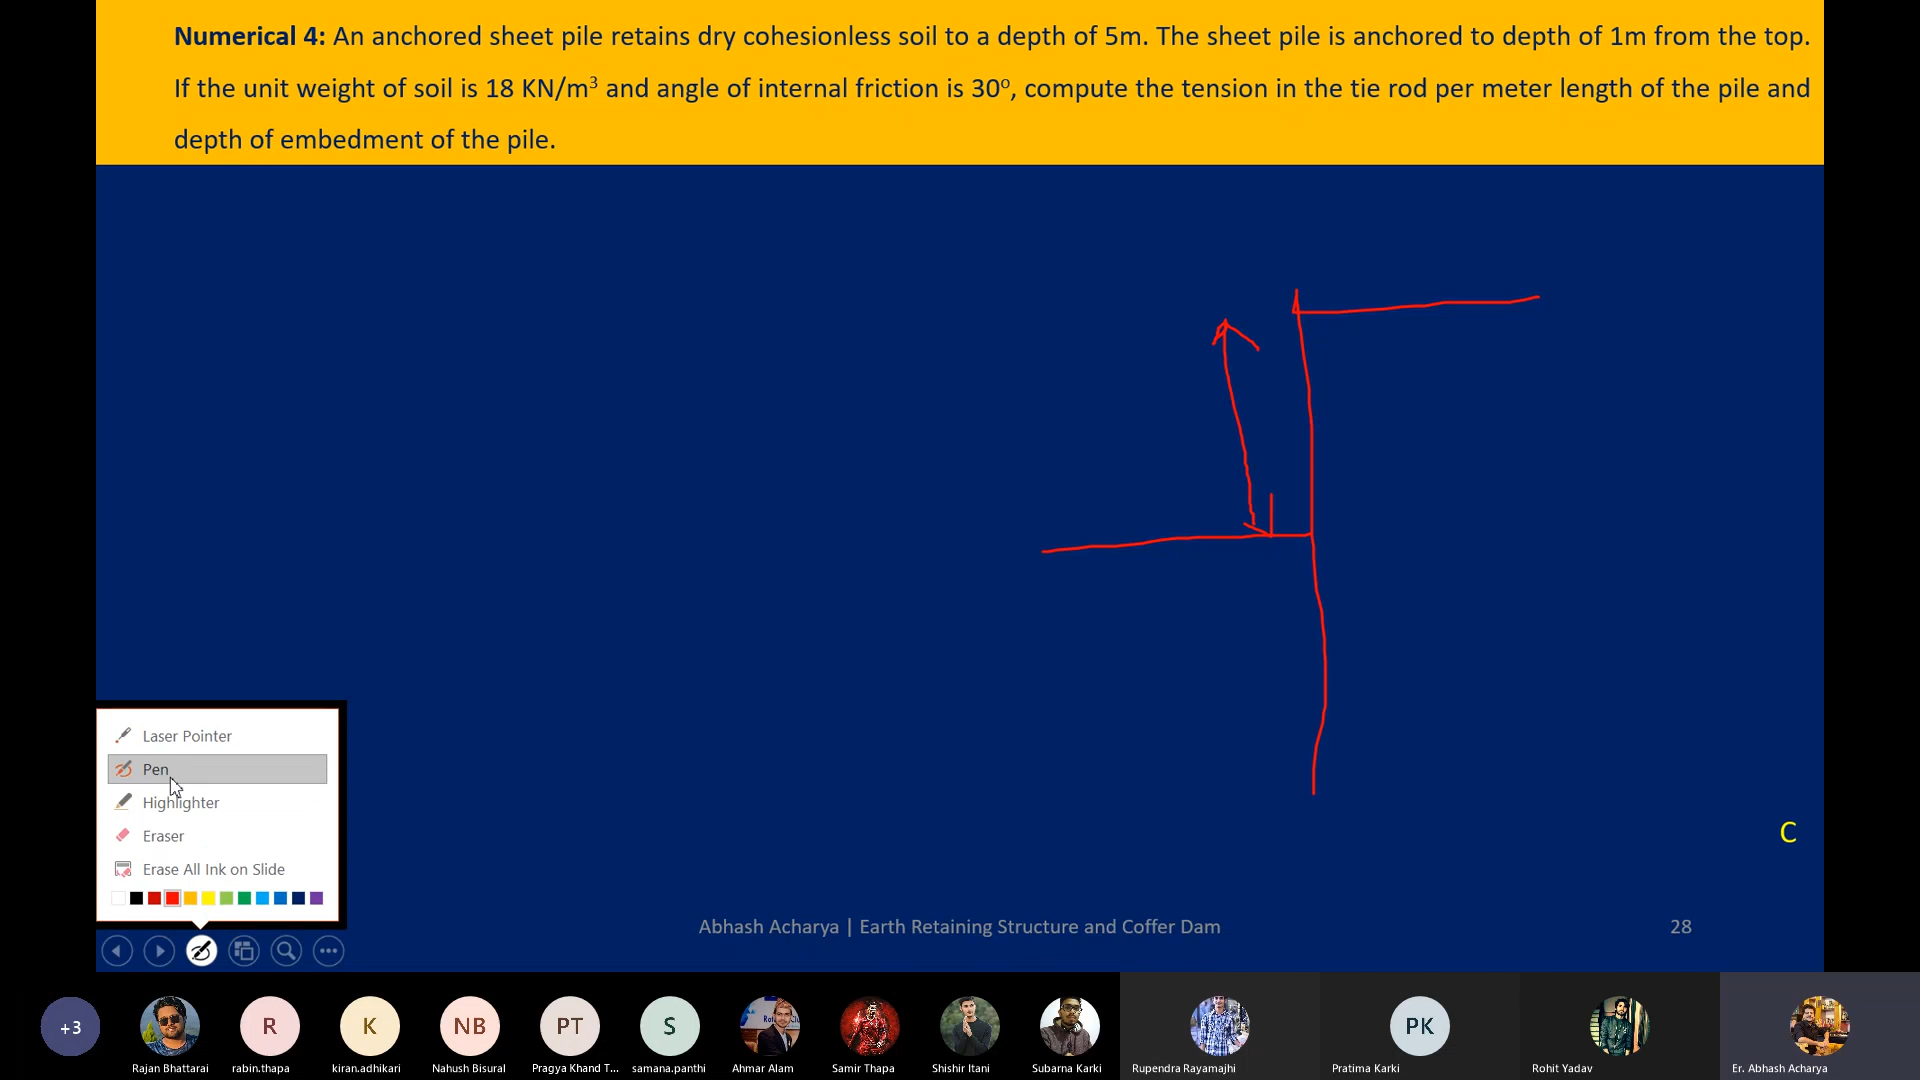 Numerical 4: An anchored sheet pile retains dry cohesionless soil to a depth of 5m. The sheet pile is anchored to depth of 1m from the top.
If the unit weight of soil is 18 KN/m³ and angle of internal friction is 30⁰, compute the tension in the tie rod per meter length of the pile and
depth of embedment of the pile.
Laser Pointer
Pen
Highlighter
Eraser
Erase All Ink on Slide
C
Abhash Acharya | Earth Retaining Structure and Coffer Dam
28
+3
R
K
NB
PT
S
PK
Rajan Bhattarai
rabin.thapa
kiran.adhikari
Nahush Bisural
Pragya Khand T...
samana.panthi
Ahmar Alam
Samir Thapa
Shishir Itani
Subarna Karki
Rupendra Rayamajhi
Pratima Karki
Rohit Yadav
Er. Abhash Acharya